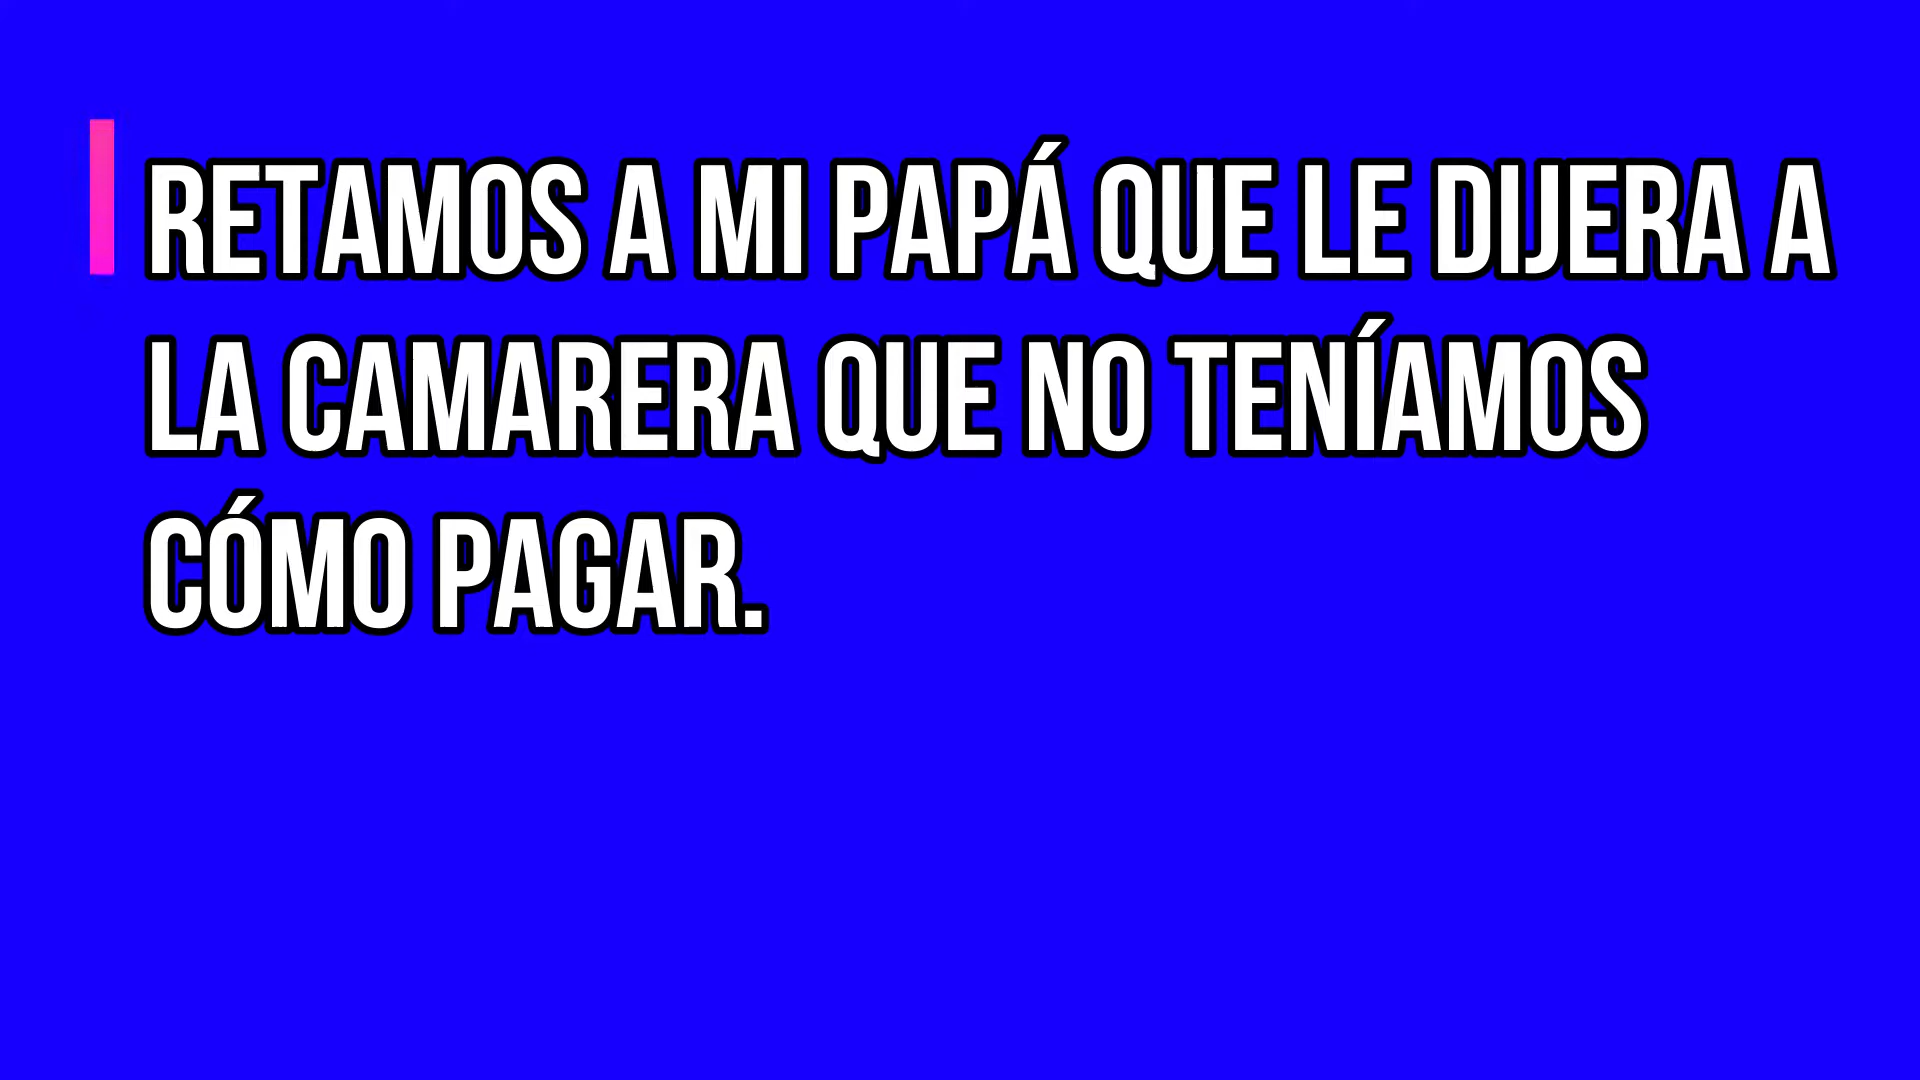 RETAMOS A MI PAPÁ QUE LE DIJERA A
LA CAMARERA QUE NO TENÍAMOS
CÓMO PAGAR.